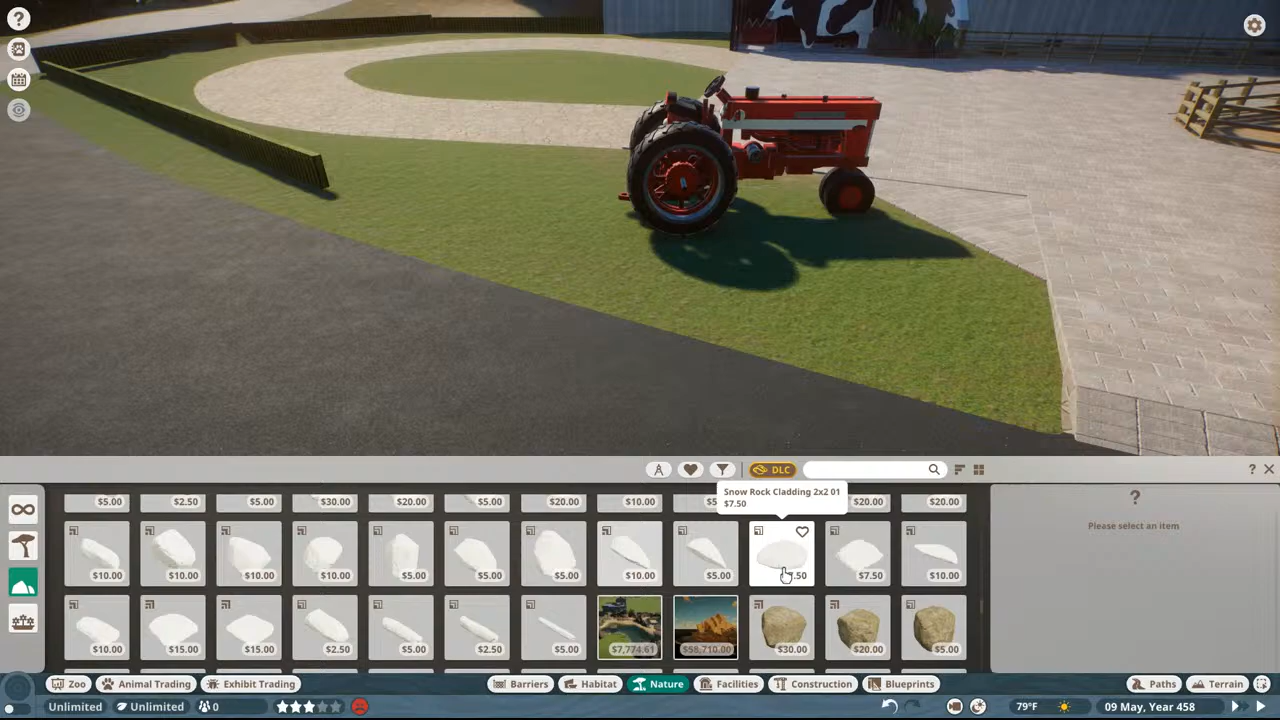 ?
DLC
?
Snow Rock Cladding 2x2 01
$7.50
$5.00 $2.50 $5.00 $30.00 $20.00 $5.00 $20.00 $10.00 $20.00 $20.00
?
Please select an item
$10.00 $10.00 $10.00 $10.00 $5.00 $5.00 $5.00 $10.00 $5.00 .50 $7.50 $10.00
$10.00 $15.00 $15.00 $2.50 $5.00 $2.50 $5.00 $7,774.61 $58,710.00 $30.00 $20.00 $5.00
Zoo Animal Trading Exhibit Trading Barriers Habitat Nature Facilities Construction Blueprints Paths Terrain
Unlimited Unlimited 0 79°F 09 May, Year 458